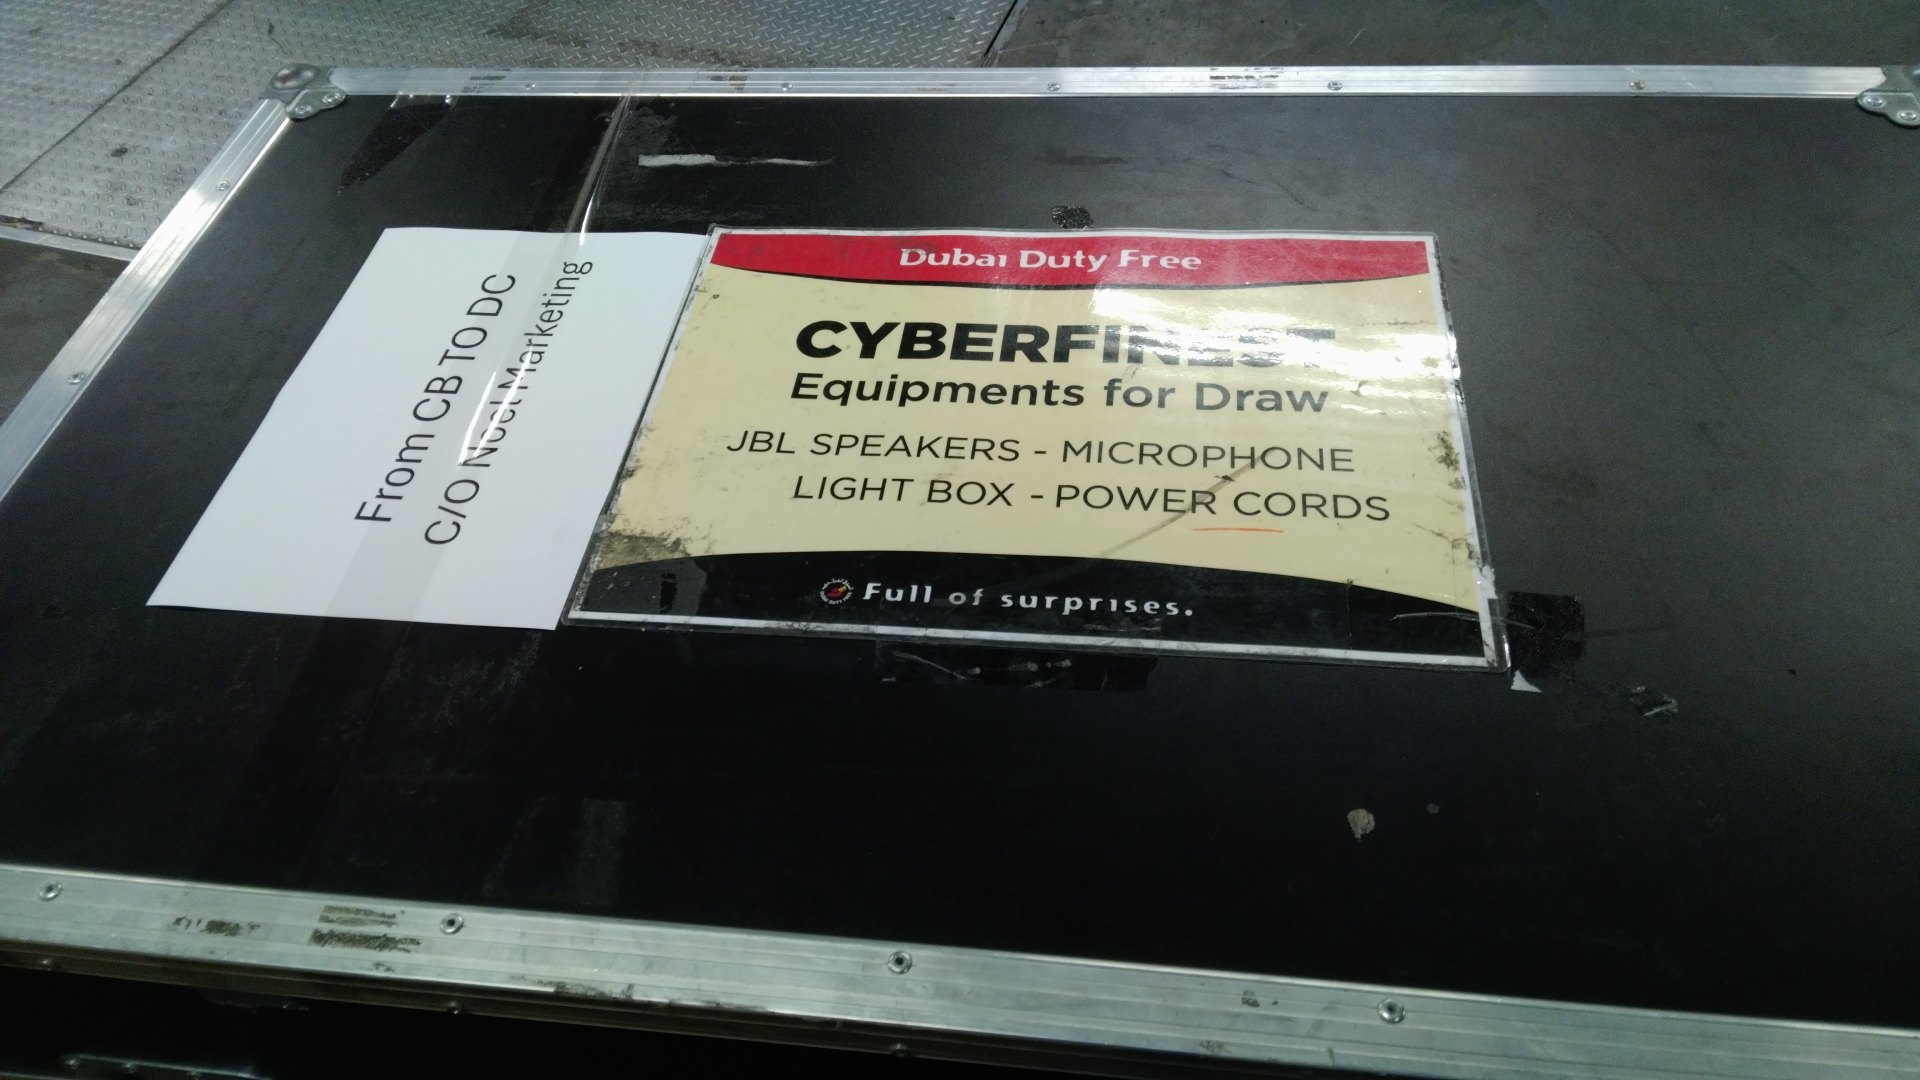 From CB TO DC
C/O Noel Marketing
Dubai Duty Free
CYBERFINEST
Equipments for Draw
JBL SPEAKERS - MICROPHONE
LIGHT BOX - POWER CORDS
Full of surprises.